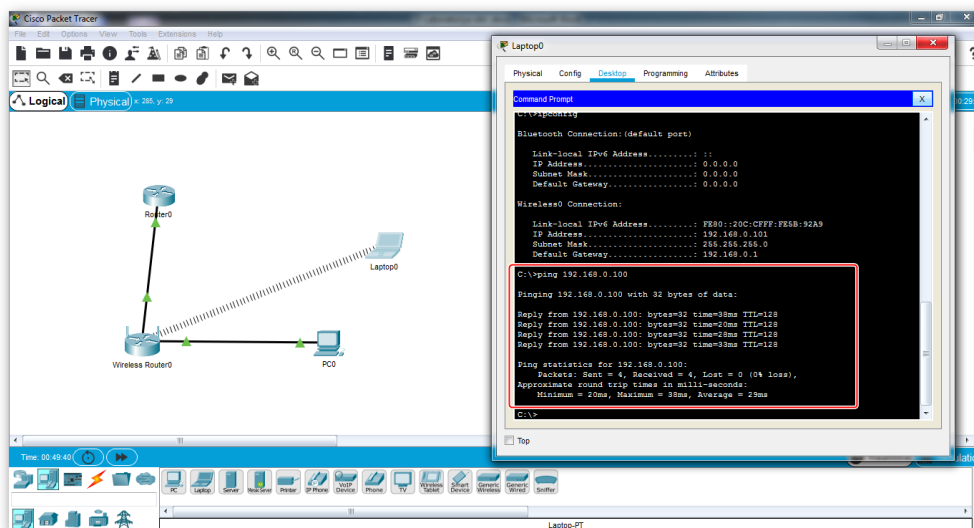 Cisco Packet Tracer
File Edit Options View Tools Extensions Help
Logical Physical x: 285, y: 29
Router0
Laptop0
Wireless Router0
PC0
Time: 00:49:40
PC Laptop Server Meraki Server Printer IP Phone VoIP Device Phone TV Wireless Tablet Smart Device Generic Wireless Generic Wired Sniffer
Laptop-PT
Laptop0
Physical Config Desktop Programming Attributes
Command Prompt X
C:\>ipconfig
Bluetooth Connection:(default port)
Link-local IPv6 Address.........: ::
IP Address......................: 0.0.0.0
Subnet Mask.....................: 0.0.0.0
Default Gateway.................: 0.0.0.0
Wireless0 Connection:
Link-local IPv6 Address.........: FE80::20C:CFFF:FE5B:92A9
IP Address......................: 192.168.0.101
Subnet Mask.....................: 255.255.255.0
Default Gateway.................: 192.168.0.1
C:\>ping 192.168.0.100
Pinging 192.168.0.100 with 32 bytes of data:
Reply from 192.168.0.100: bytes=32 time=38ms TTL=128
Reply from 192.168.0.100: bytes=32 time=20ms TTL=128
Reply from 192.168.0.100: bytes=32 time=28ms TTL=128
Reply from 192.168.0.100: bytes=32 time=33ms TTL=128
Ping statistics for 192.168.0.100:
Packets: Sent = 4, Received = 4, Lost = 0 (0% loss),
Approximate round trip times in milli-seconds:
Minimum = 20ms, Maximum = 38ms, Average = 29ms
C:\>
Top